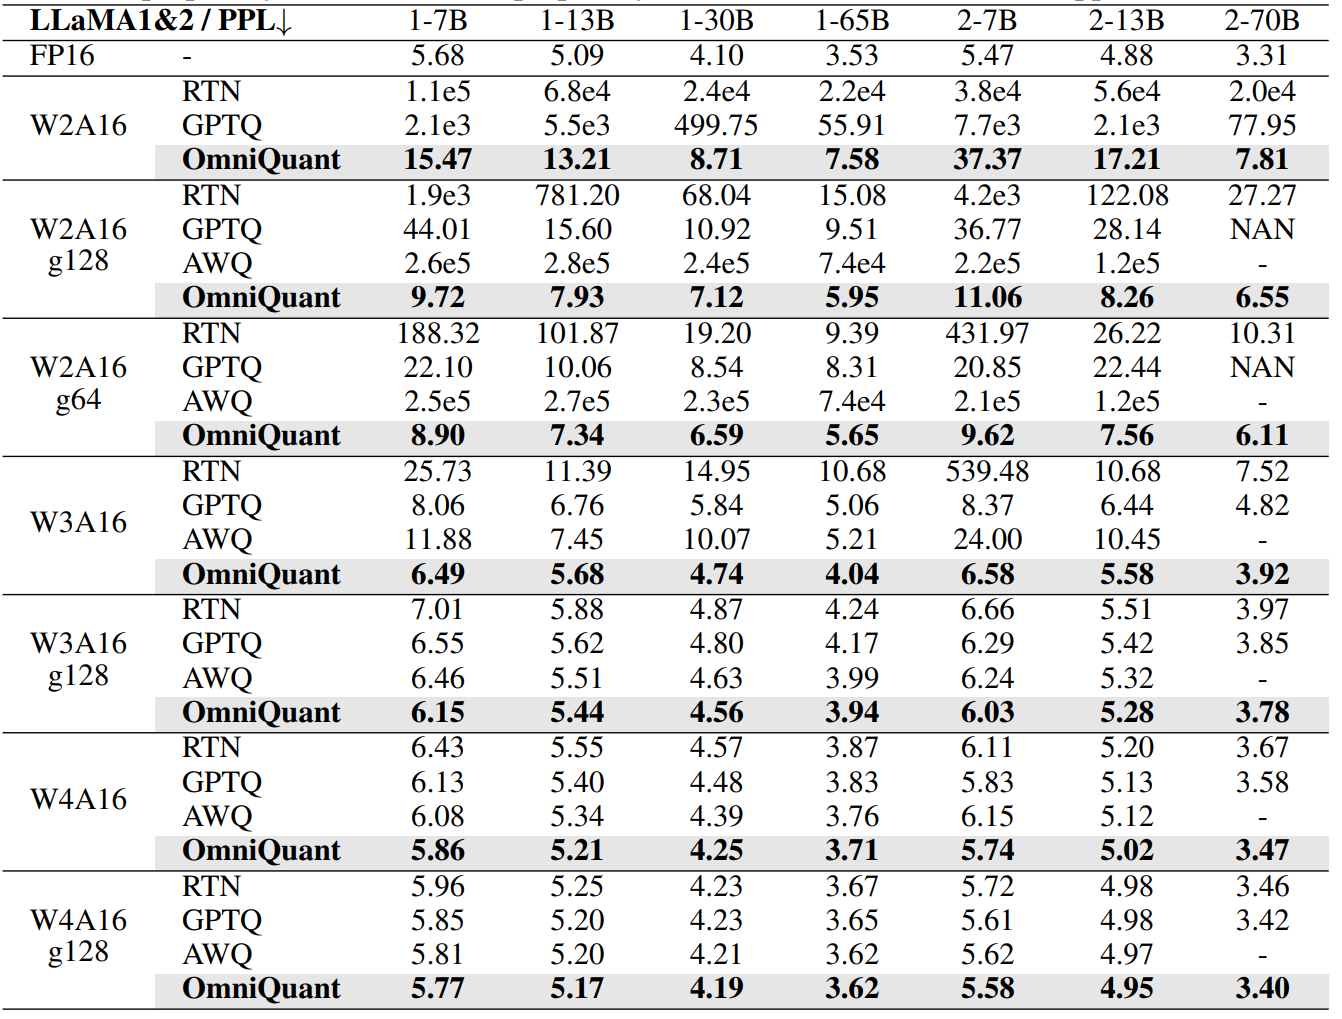 LLaMA1&2 / PPL↓ 1-7B 1-13B 1-30B 1-65B 2-7B 2-13B 2-70B
FP16 - 5.68 5.09 4.10 3.53 5.47 4.88 3.31
W2A16 RTN 1.1e5 6.8e4 2.4e4 2.2e4 3.8e4 5.6e4 2.0e4
GPTQ 2.1e3 5.5e3 499.75 55.91 7.7e3 2.1e3 77.95
OmniQuant 15.47 13.21 8.71 7.58 37.37 17.21 7.81
W2A16 g128 RTN 1.9e3 781.20 68.04 15.08 4.2e3 122.08 27.27
GPTQ 44.01 15.60 10.92 9.51 36.77 28.14 NAN
AWQ 2.6e5 2.8e5 2.4e5 7.4e4 2.2e5 1.2e5 -
OmniQuant 9.72 7.93 7.12 5.95 11.06 8.26 6.55
W2A16 g64 RTN 188.32 101.87 19.20 9.39 431.97 26.22 10.31
GPTQ 22.10 10.06 8.54 8.31 20.85 22.44 NAN
AWQ 2.5e5 2.7e5 2.3e5 7.4e4 2.1e5 1.2e5 -
OmniQuant 8.90 7.34 6.59 5.65 9.62 7.56 6.11
W3A16 RTN 25.73 11.39 14.95 10.68 539.48 10.68 7.52
GPTQ 8.06 6.76 5.84 5.06 8.37 6.44 4.82
AWQ 11.88 7.45 10.07 5.21 24.00 10.45 -
OmniQuant 6.49 5.68 4.74 4.04 6.58 5.58 3.92
W3A16 g128 RTN 7.01 5.88 4.87 4.24 6.66 5.51 3.97
GPTQ 6.55 5.62 4.80 4.17 6.29 5.42 3.85
AWQ 6.46 5.51 4.63 3.99 6.24 5.32 -
OmniQuant 6.15 5.44 4.56 3.94 6.03 5.28 3.78
W4A16 RTN 6.43 5.55 4.57 3.87 6.11 5.20 3.67
GPTQ 6.13 5.40 4.48 3.83 5.83 5.13 3.58
AWQ 6.08 5.34 4.39 3.76 6.15 5.12 -
OmniQuant 5.86 5.21 4.25 3.71 5.74 5.02 3.47
W4A16 g128 RTN 5.96 5.25 4.23 3.67 5.72 4.98 3.46
GPTQ 5.85 5.20 4.23 3.65 5.61 4.98 3.42
AWQ 5.81 5.20 4.21 3.62 5.62 4.97 -
OmniQuant 5.77 5.17 4.19 3.62 5.58 4.95 3.40